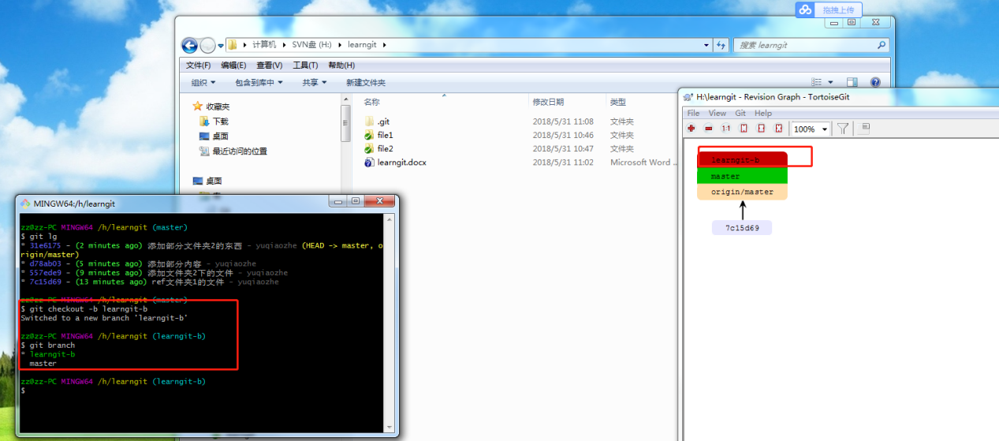 拖拽上传
计算机 SVN盘 (H:) learngit
搜索 learngit
文件(F) 编辑(E) 查看(V) 工具(T) 帮助(H)
组织 包含到库中 共享 新建文件夹
收藏夹
下载
桌面
最近访问的位置
桌面
名称 修改日期 类型
.git 2018/5/31 11:08 文件夹
file1 2018/5/31 10:46 文件夹
file2 2018/5/31 10:47 文件夹
learngit.docx 2018/5/31 11:02 Microsoft Word ..
H:\learngit - Revision Graph - TortoiseGit
File View Git Help
1:1 100%
learngit-b
master
origin/master
7c15d69
MINGW64:/h/learngit
zz@zz-PC MINGW64 /h/learngit (master)
$ git lg
* 31e6175 - (2 minutes ago) 添加部分文件夹2的东西 - yuqiaozhe (HEAD -> master, o
rigin/master)
* d78ab03 - (5 minutes ago) 添加部分内容 - yuqiaozhe
* 557ede9 - (9 minutes ago) 添加文件夹2下的文件 - yuqiaozhe
* 7c15d69 - (13 minutes ago) ref文件夹1的文件 - yuqiaozhe
zz@zz-PC MINGW64 /h/learngit (master)
$ git checkout -b learngit-b
Switched to a new branch 'learngit-b'
zz@zz-PC MINGW64 /h/learngit (learngit-b)
$ git branch
* learngit-b
master
zz@zz-PC MINGW64 /h/learngit (learngit-b)
$